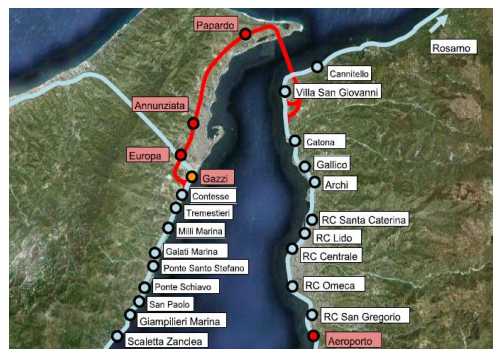 Papardo
Rosarno
Cannitello
Villa San Giovanni
Annunziata
Catona
Europa
Gallico
Gazzi
Archi
Contesse
Tremestieri
RC Santa Caterina
Milli Marina
RC Lido
Galati Marina
RC Centrale
Ponte Santo Stefano
Ponte Schiavo
RC Omeca
San Paolo
Giampilieri Marina
RC San Gregorio
Scaletta Zanclea
Aeroporto